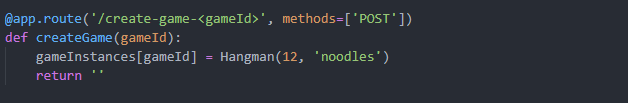 @app.route('/create-game-<gameId>', methods=['POST'])
def createGame(gameId):
    gameInstances[gameId] = Hangman(12, 'noodles')
    return ''